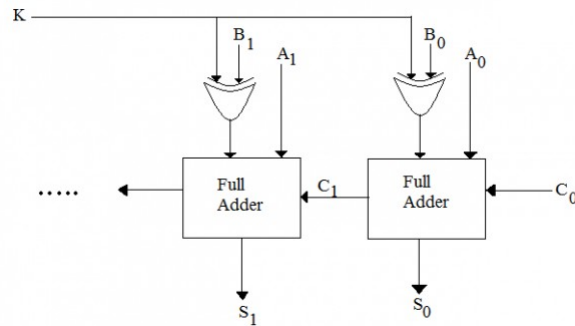 K
B1 A1 B0 A0
Full Adder
C1
Full Adder
C0
.....
S1 S0